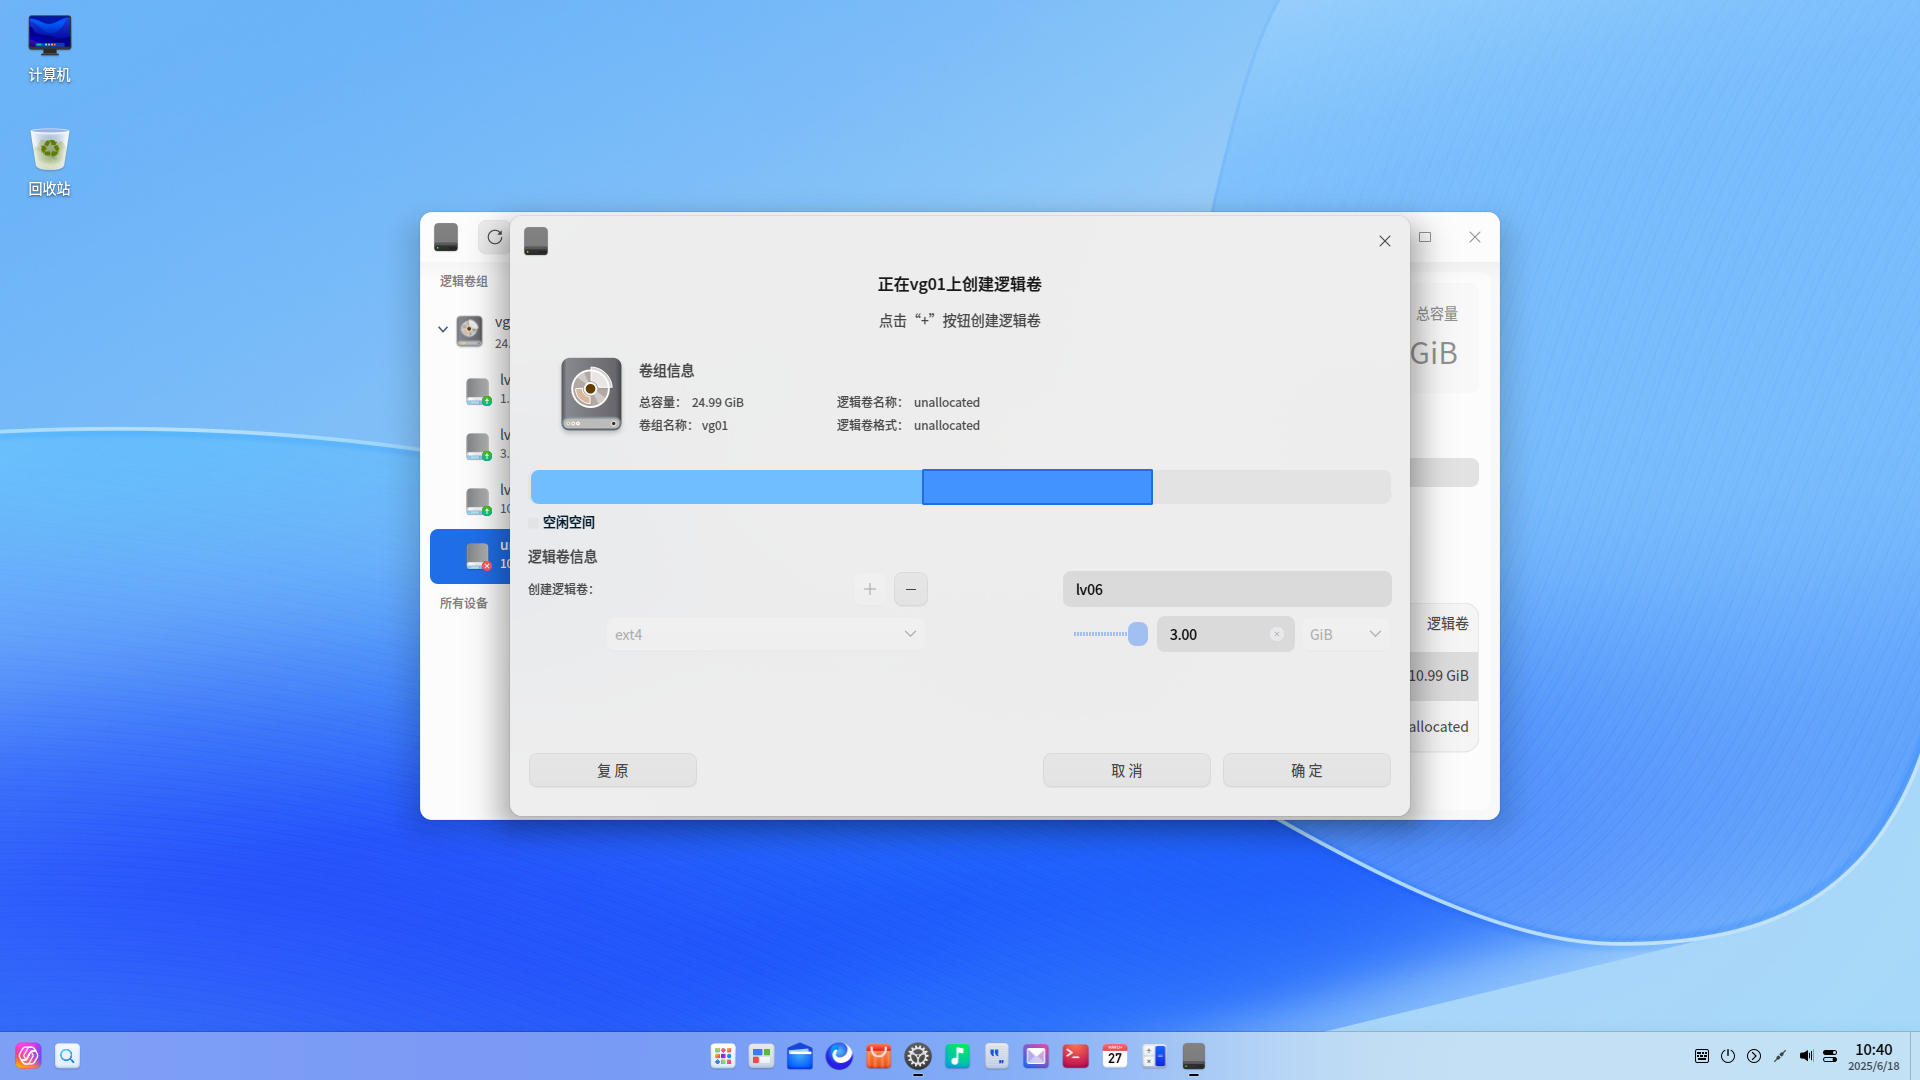 计算机
回收站
逻辑卷组
vg
24.
lv
1.
lv
3.
lv
10
u
10
所有设备
正在vg01上创建逻辑卷
点击“+”按钮创建逻辑卷
卷组信息
总容量： 24.99 GiB
逻辑卷名称： unallocated
卷组名称： vg01
逻辑卷格式： unallocated
空闲空间
逻辑卷信息
创建逻辑卷：
lv06
ext4
3.00
GiB
复 原
取 消
确 定
总容量
GiB
逻辑卷
10.99 GiB
allocated
MARCH
27
10:40
2025/6/18